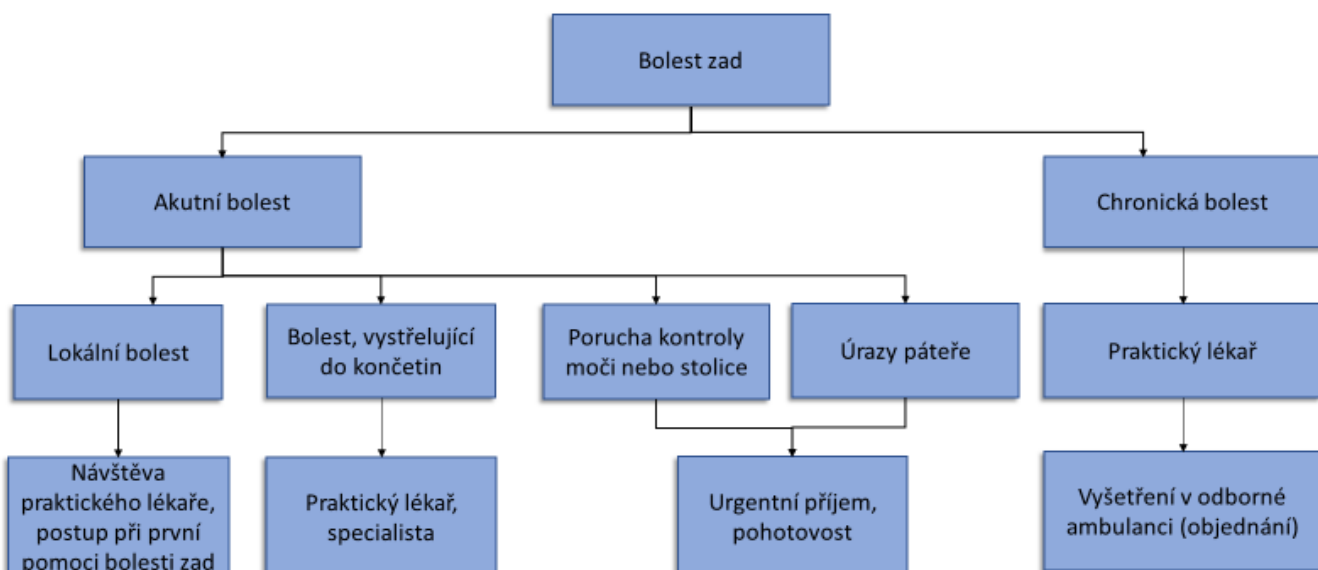 Bolest zad
Akutní bolest
Chronická bolest
Lokální bolest
Bolest, vystřelující
do končetin
Porucha kontroly
moči nebo stolice
Úrazy páteře
Praktický lékař
Návštěva
praktického lékaře,
postup při první
pomoci bolesti zad
Praktický lékař,
specialista
Urgentní příjem,
pohotovost
Vyšetření v odborné
ambulanci (objednání)